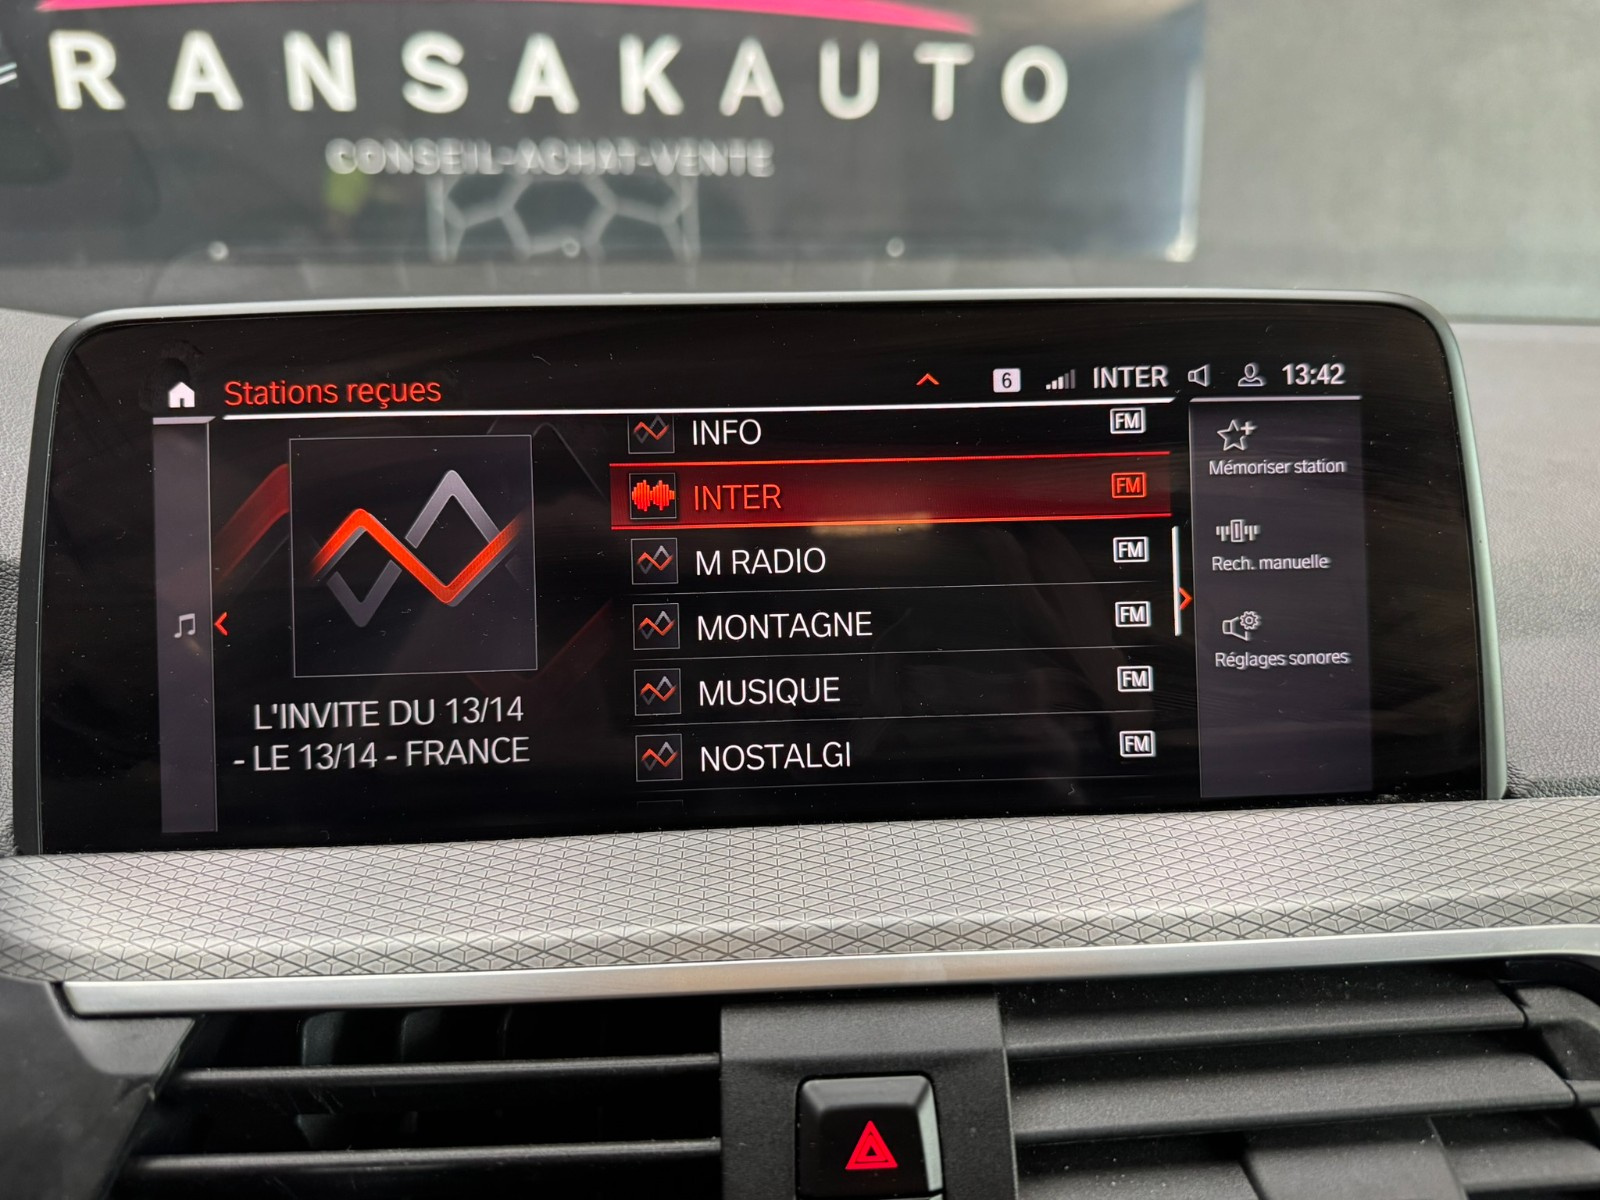 RANSAKAUTO
CONSEIL-ACHAT-VENTE
Stations reçues
6
INTER
13:42
INFO
FM
INTER
FM
M RADIO
FM
MONTAGNE
FM
MUSIQUE
FM
NOSTALGI
FM
L'INVITE DU 13/14
- LE 13/14 - FRANCE
Mémoriser station
Rech. manuelle
Réglages sonores